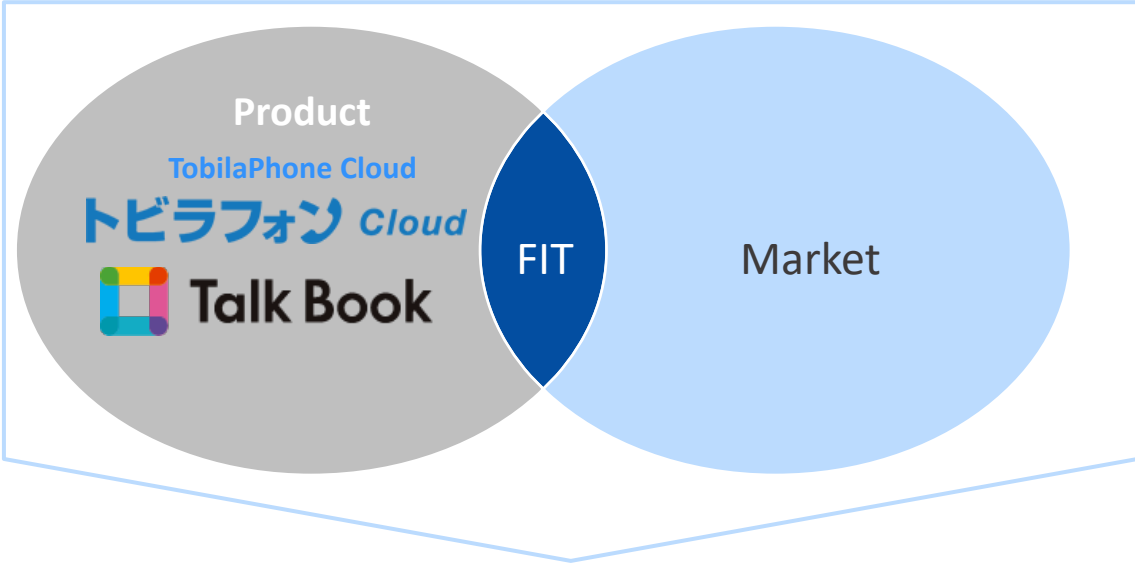 Product
TobilaPhone Cloud
トビラフォン Cloud
Talk Book
FIT
Market